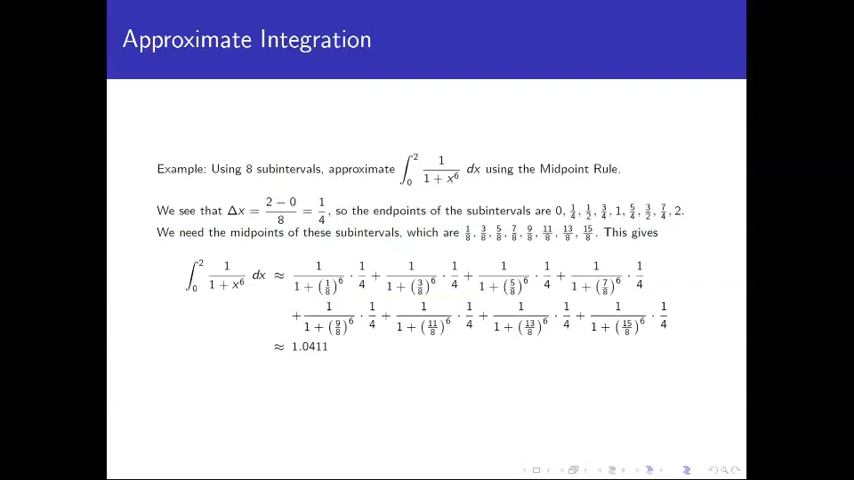 Approximate Integration
Example: Using 8 subintervals, approximate ∫₀² 1/(1 + x⁶) dx using the Midpoint Rule.
We see that Δx = (2 − 0)/8 = 1/4, so the endpoints of the subintervals are 0, 1/4, 1/2, 3/4, 1, 5/4, 3/2, 7/4, 2.
We need the midpoints of these subintervals, which are 1/8, 3/8, 5/8, 7/8, 9/8, 11/8, 13/8, 15/8. This gives
∫₀² 1/(1 + x⁶) dx ≈ 1/(1 + (1/8)⁶) · 1/4 + 1/(1 + (3/8)⁶) · 1/4 + 1/(1 + (5/8)⁶) · 1/4 + 1/(1 + (7/8)⁶) · 1/4
+ 1/(1 + (9/8)⁶) · 1/4 + 1/(1 + (11/8)⁶) · 1/4 + 1/(1 + (13/8)⁶) · 1/4 + 1/(1 + (15/8)⁶) · 1/4
≈ 1.0411